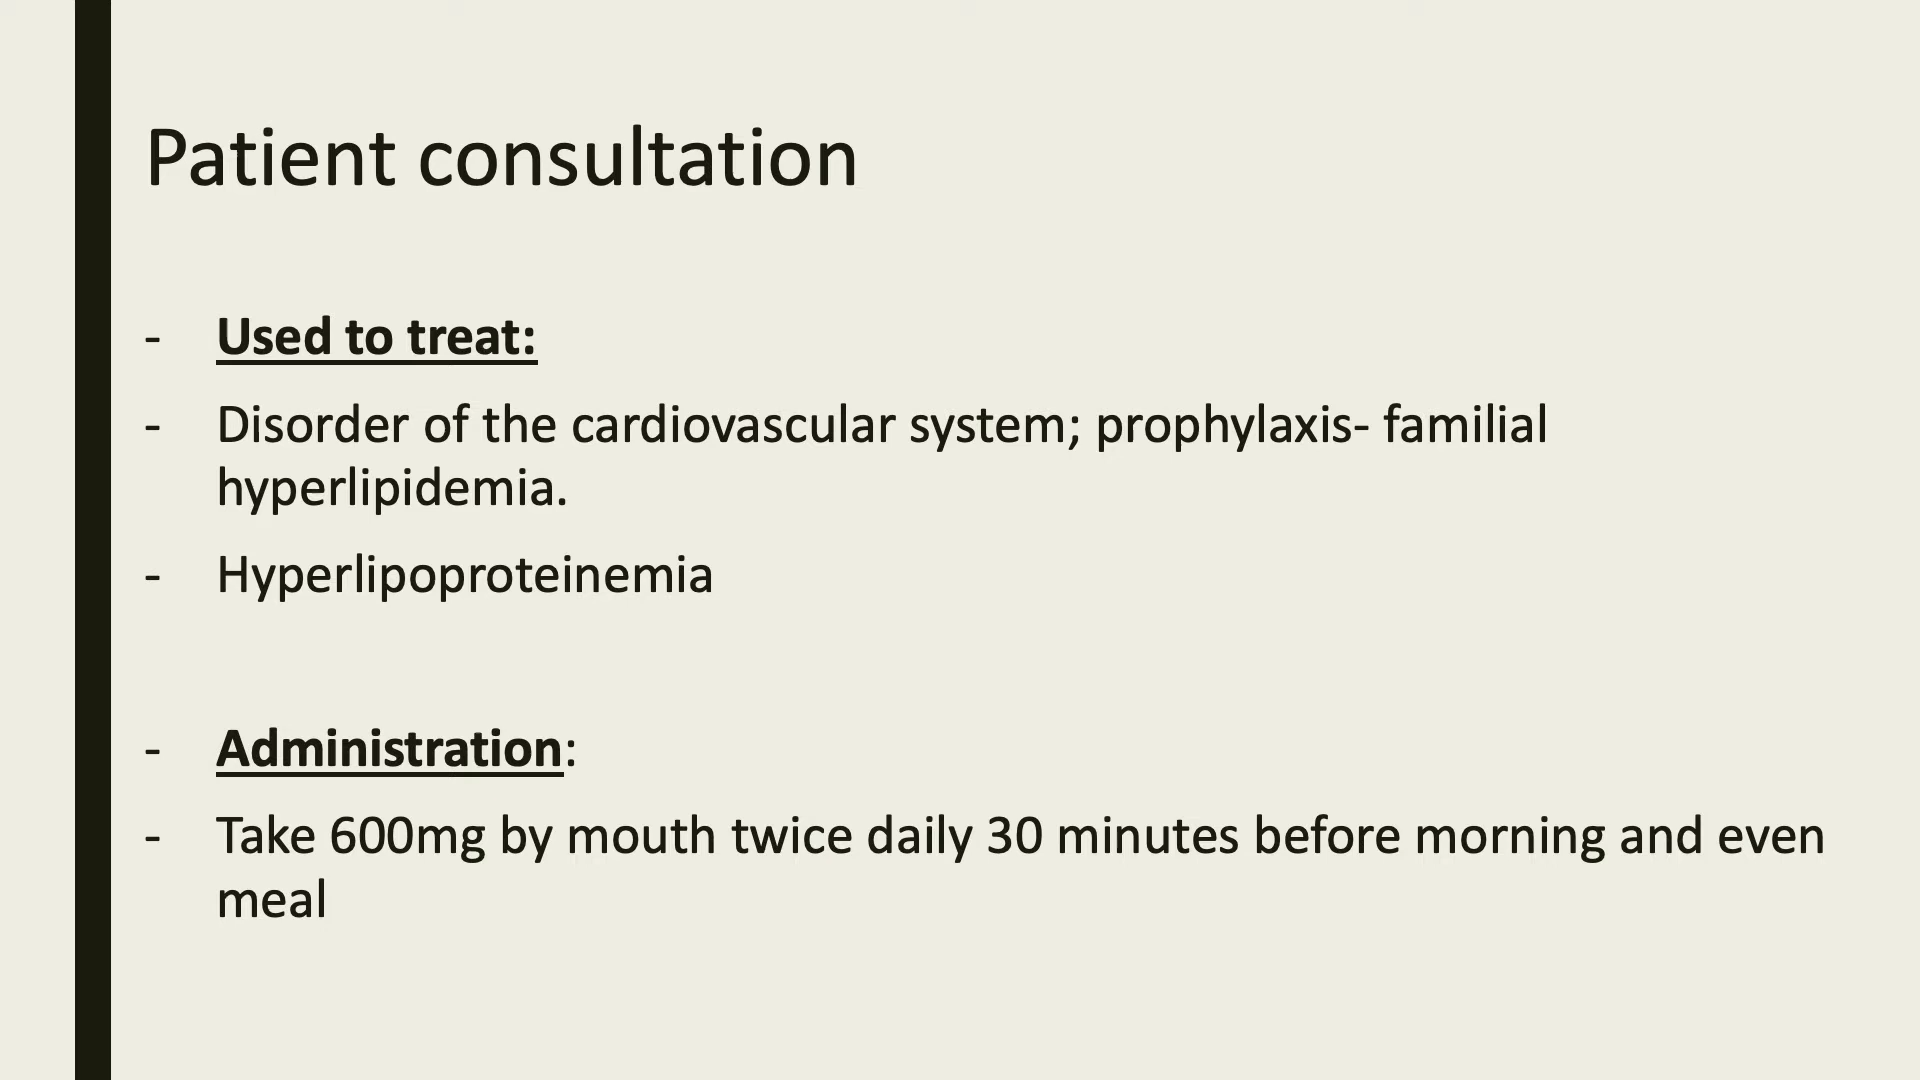 Patient consultation
- Used to treat:
- Disorder of the cardiovascular system; prophylaxis- familial
hyperlipidemia.
- Hyperlipoproteinemia
- Administration:
- Take 600mg by mouth twice daily 30 minutes before morning and even
meal